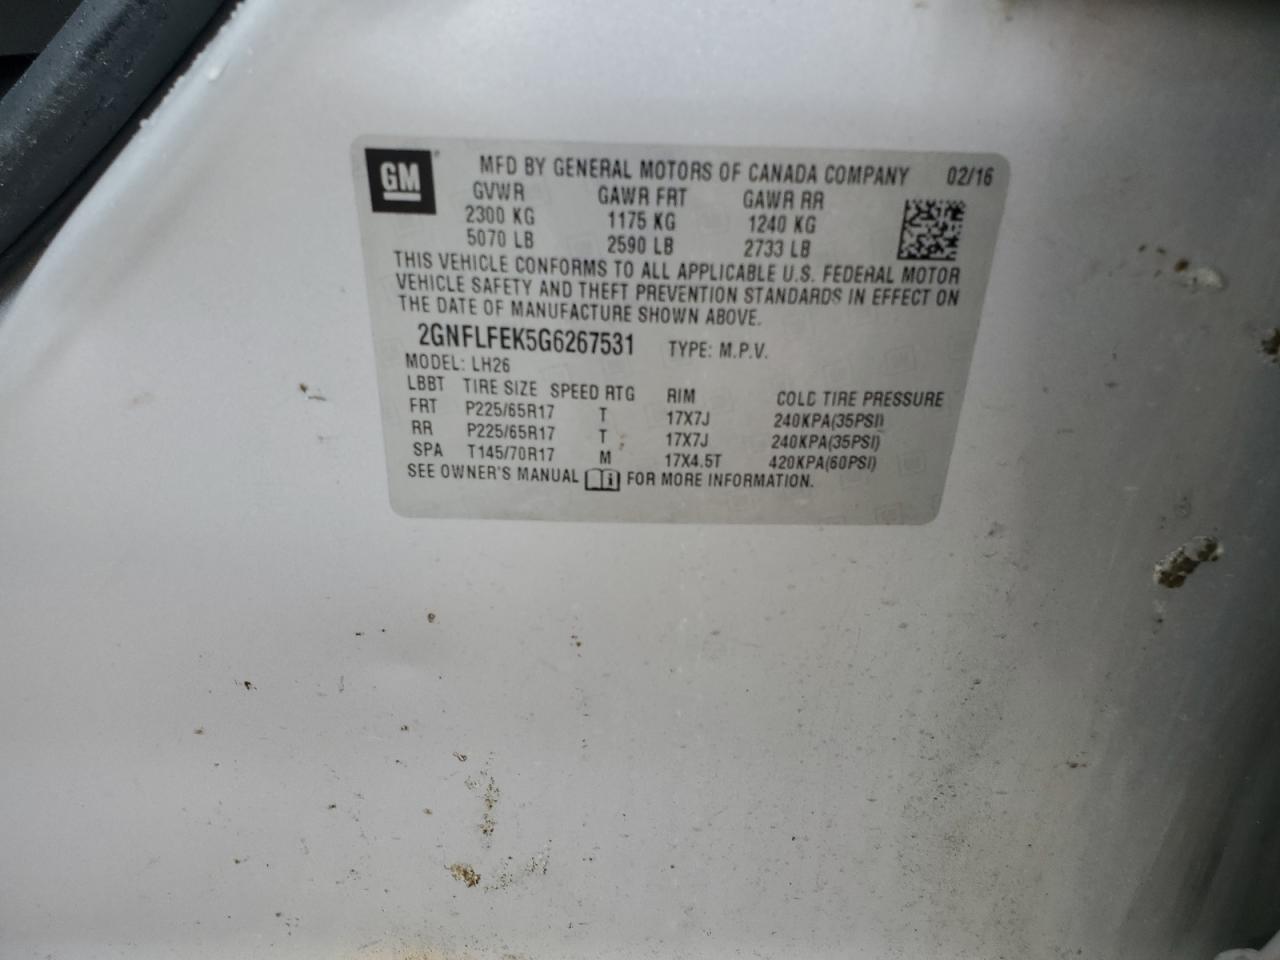 GM
MFD BY GENERAL MOTORS OF CANADA COMPANY 02/16
GVWR GAWR FRT GAWR RR
2300 KG 1175 KG 1240 KG
5070 LB 2590 LB 2733 LB
THIS VEHICLE CONFORMS TO ALL APPLICABLE U.S. FEDERAL MOTOR
VEHICLE SAFETY AND THEFT PREVENTION STANDARDS IN EFFECT ON
THE DATE OF MANUFACTURE SHOWN ABOVE.
2GNFLFEK5G6267531 TYPE: M.P.V.
MODEL: LH26
LBBT TIRE SIZE SPEED RTG RIM COLD TIRE PRESSURE
FRT P225/65R17 T 17X7J 240KPA(35PSI)
RR P225/65R17 T 17X7J 240KPA(35PSI)
SPA T145/70R17 M 17X4.5T 420KPA(60PSI)
SEE OWNER'S MANUAL FOR MORE INFORMATION.